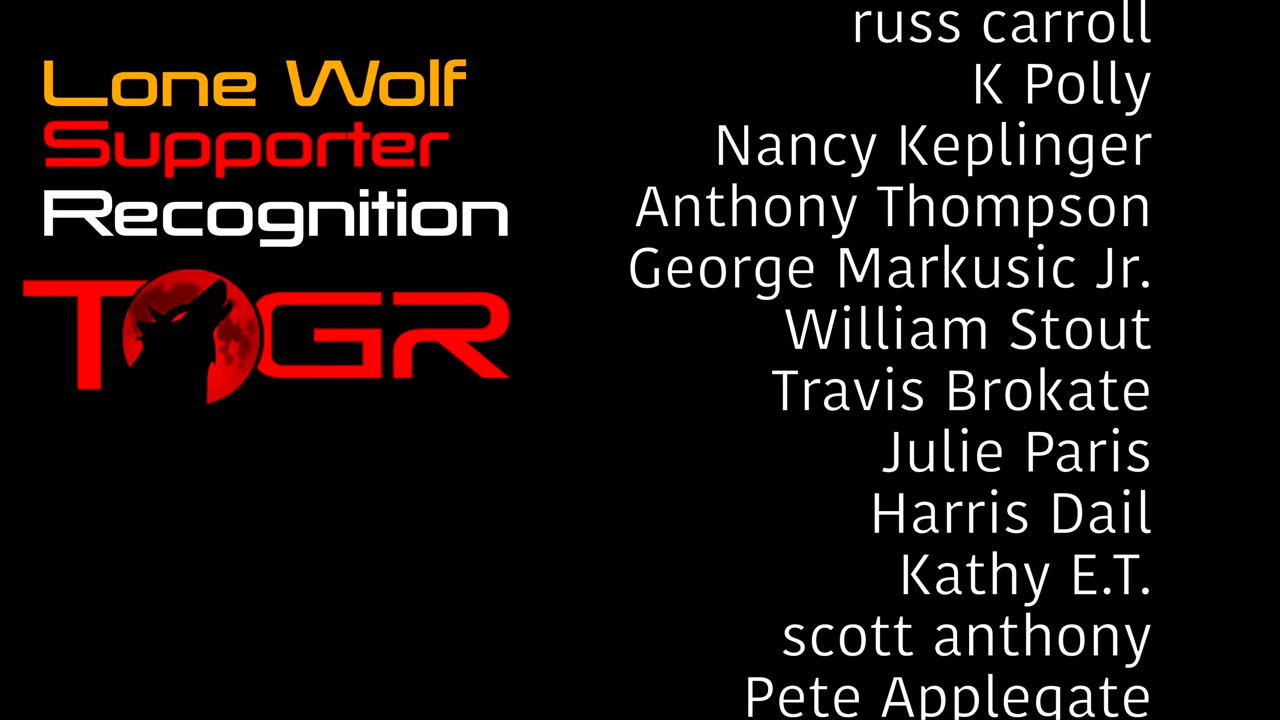 Lone Wolf
Supporter
Recognition
TOGR
russ carroll
K Polly
Nancy Keplinger
Anthony Thompson
George Markusic Jr.
William Stout
Travis Brokate
Julie Paris
Harris Dail
Kathy E.T.
scott anthony
Pete Applegate